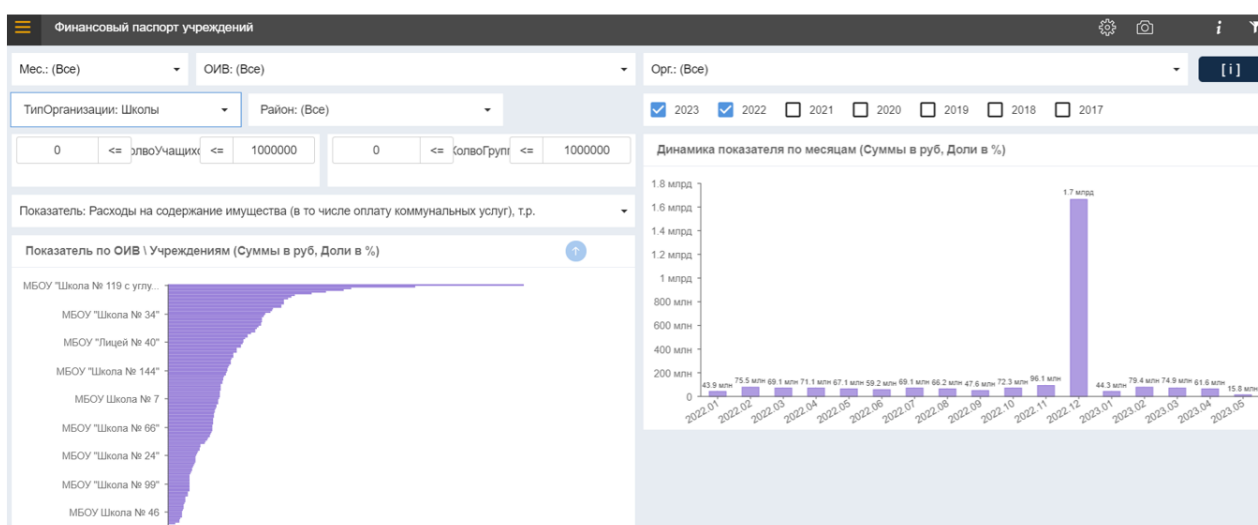 Финансовый паспорт учреждений
i
Мес.: (Все)
ОИВ: (Все)
Орг.: (Все)
[ i ]
ТипОрганизации: Школы
Район: (Все)
2023 2022 2021 2020 2019 2018 2017
0 <= <= 1000000
0 <= <= 1000000
Показатель: Расходы на содержание имущества (в то числе оплату коммунальных услуг), т.р.
Показатель по ОИВ \ Учреждениям (Суммы в руб, Доли в %)
МБОУ "Школа № 119 с углу...
МБОУ "Школа № 34"
МБОУ "Лицей № 40"
МБОУ "Школа № 144"
МБОУ Школа № 7
МБОУ "Школа № 66"
МБОУ "Школа № 24"
МБОУ "Школа № 99"
МБОУ Школа № 46
Динамика показателя по месяцам (Суммы в руб, Доли в %)
1.8 млрд
1.6 млрд
1.4 млрд
1.2 млрд
1 млрд
800 млн
600 млн
400 млн
200 млн
0
43.9 млн 75.5 млн 69.1 млн 71.1 млн 67.1 млн 59.2 млн 69.1 млн 66.2 млн 47.6 млн 72.3 млн 96.1 млн 1.7 млрд 44.3 млн 79.4 млн 74.9 млн 61.6 млн 15.8 млн
2022.01 2022.02 2022.03 2022.04 2022.05 2022.06 2022.07 2022.08 2022.09 2022.10 2022.11 2022.12 2023.01 2023.02 2023.03 2023.04 2023.05